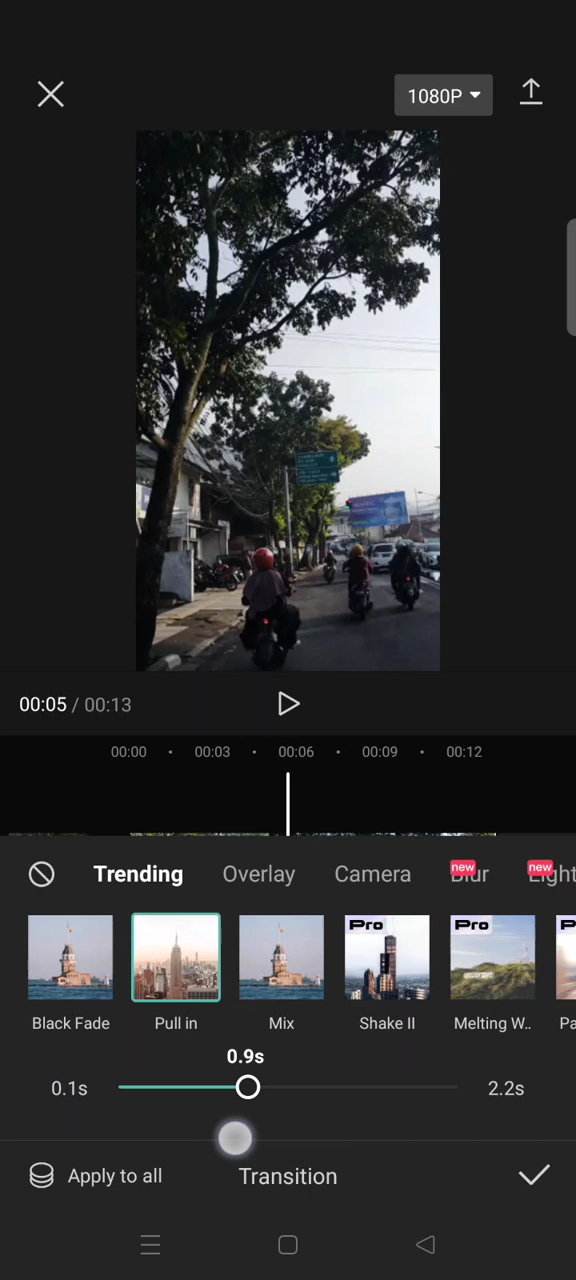 1080P
00:05 / 00:13
00:00 • 00:03 • 00:06 • 00:09 • 00:12
Trending Overlay Camera new Blur new Light
Pro Pro
Black Fade Pull in Mix Shake II Melting W..
0.9s
0.1s 2.2s
Apply to all Transition